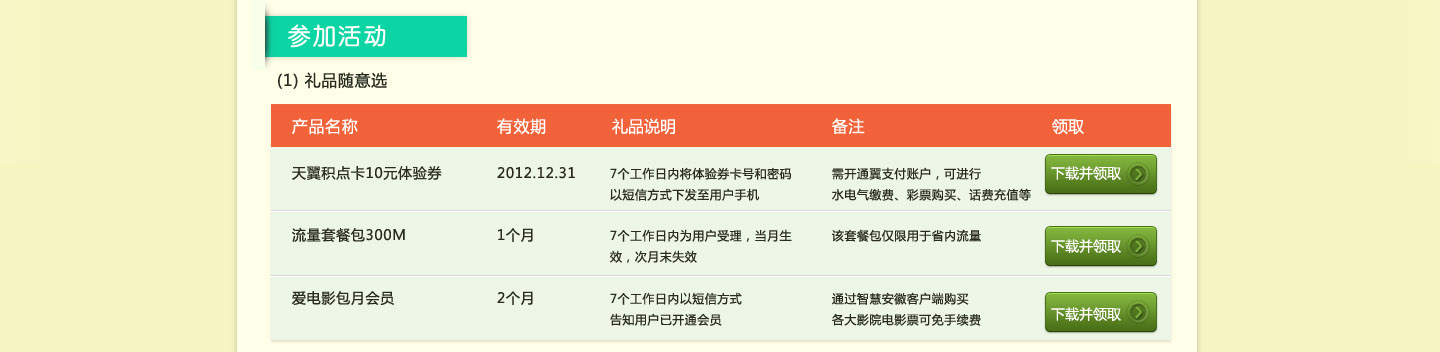 参加活动
(1) 礼品随意选
产品名称 有效期 礼品说明 备注 领取
天翼积点卡10元体验券 2012.12.31 7个工作日内将体验券卡号和密码 需开通翼支付账户，可进行 下载并领取
以短信方式下发至用户手机 水电气缴费、彩票购买、话费充值等
流量套餐包300M 1个月 7个工作日内为用户受理，当月生 该套餐包仅限用于省内流量 下载并领取
效，次月末失效
爱电影包月会员 2个月 7个工作日内以短信方式 通过智慧安徽客户端购买 下载并领取
告知用户已开通会员 各大影院电影票可免手续费